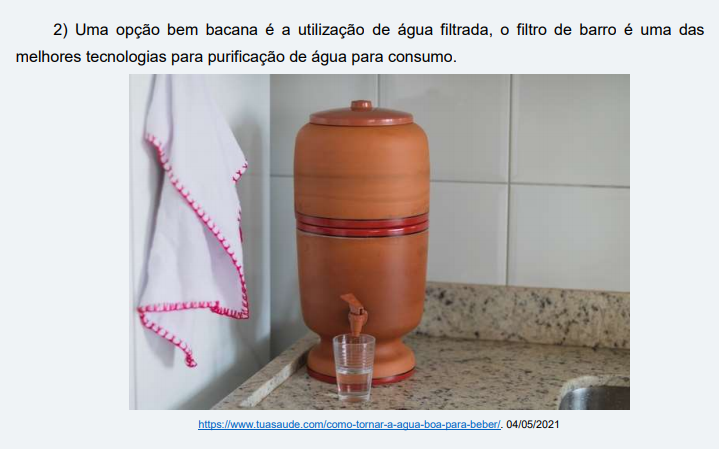 2) Uma opção bem bacana é a utilização de água filtrada, o filtro de barro é uma das
melhores tecnologias para purificação de água para consumo.
https://www.tuasaude.com/como-tornar-a-agua-boa-para-beber/. 04/05/2021